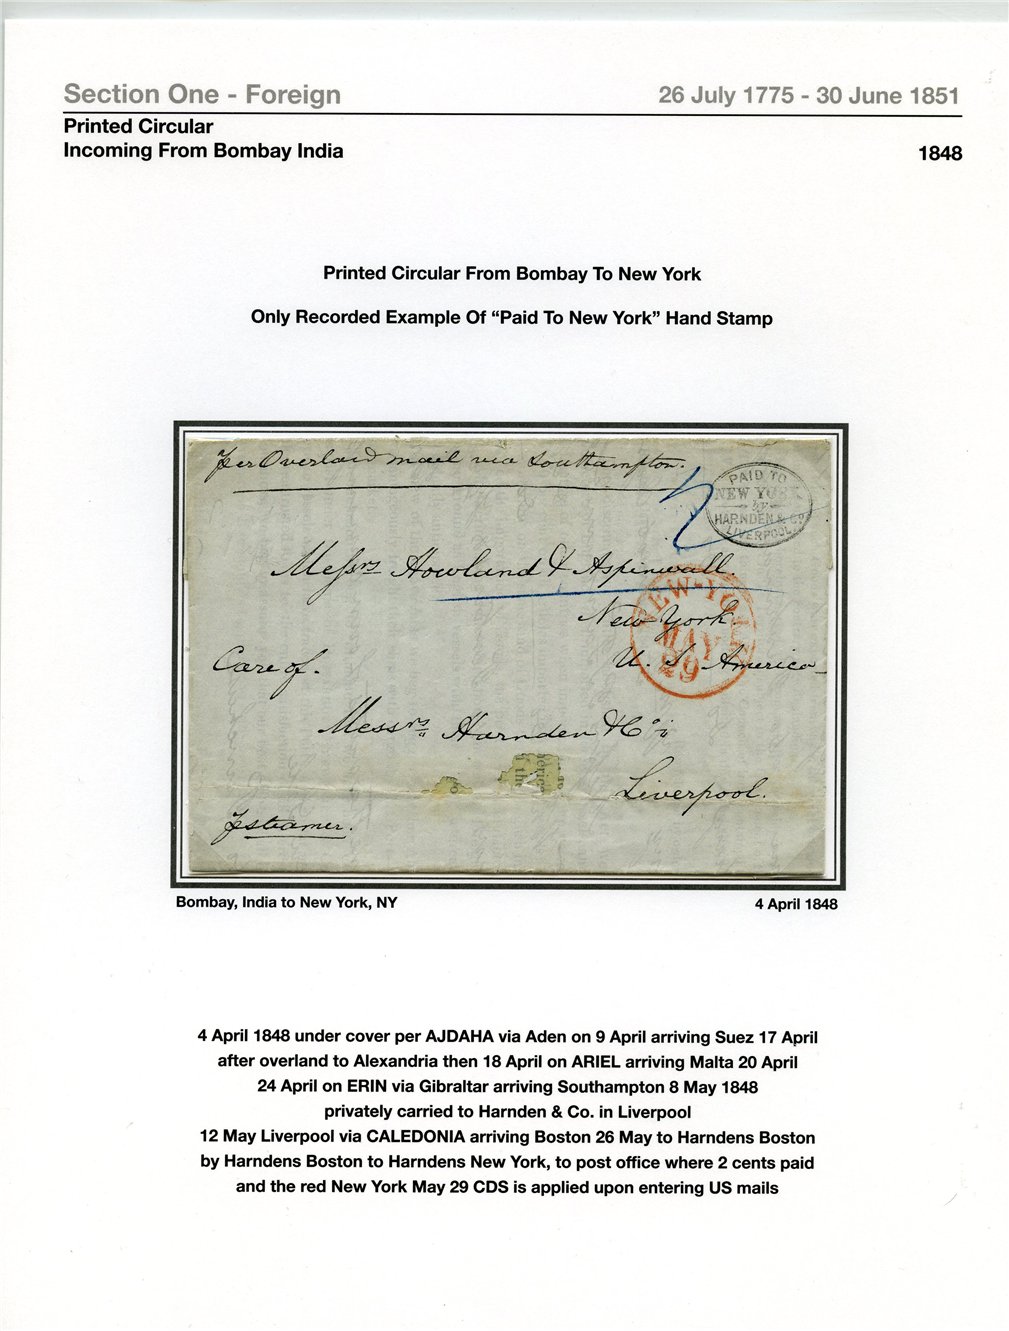 Section One - Foreign
26 July 1775 - 30 June 1851
Printed Circular
Incoming From Bombay India
1848
Printed Circular From Bombay To New York
Only Recorded Example Of “Paid To New York” Hand Stamp
Per Overland mail via Southampton.
2
PAID TO
NEW YORK
by
HARNDEN & Co
LIVERPOOL
Messrs Howland & Aspinwall.
New York.
U. S. America
NEW-YORK
MAY
29
Care of.
Messrs Harnden & Co
Liverpool.
P steamer.
Bombay, India to New York, NY
4 April 1848
4 April 1848 under cover per AJDAHA via Aden on 9 April arriving Suez 17 April
after overland to Alexandria then 18 April on ARIEL arriving Malta 20 April
24 April on ERIN via Gibraltar arriving Southampton 8 May 1848
privately carried to Harnden & Co. in Liverpool
12 May Liverpool via CALEDONIA arriving Boston 26 May to Harndens Boston
by Harndens Boston to Harndens New York, to post office where 2 cents paid
and the red New York May 29 CDS is applied upon entering US mails